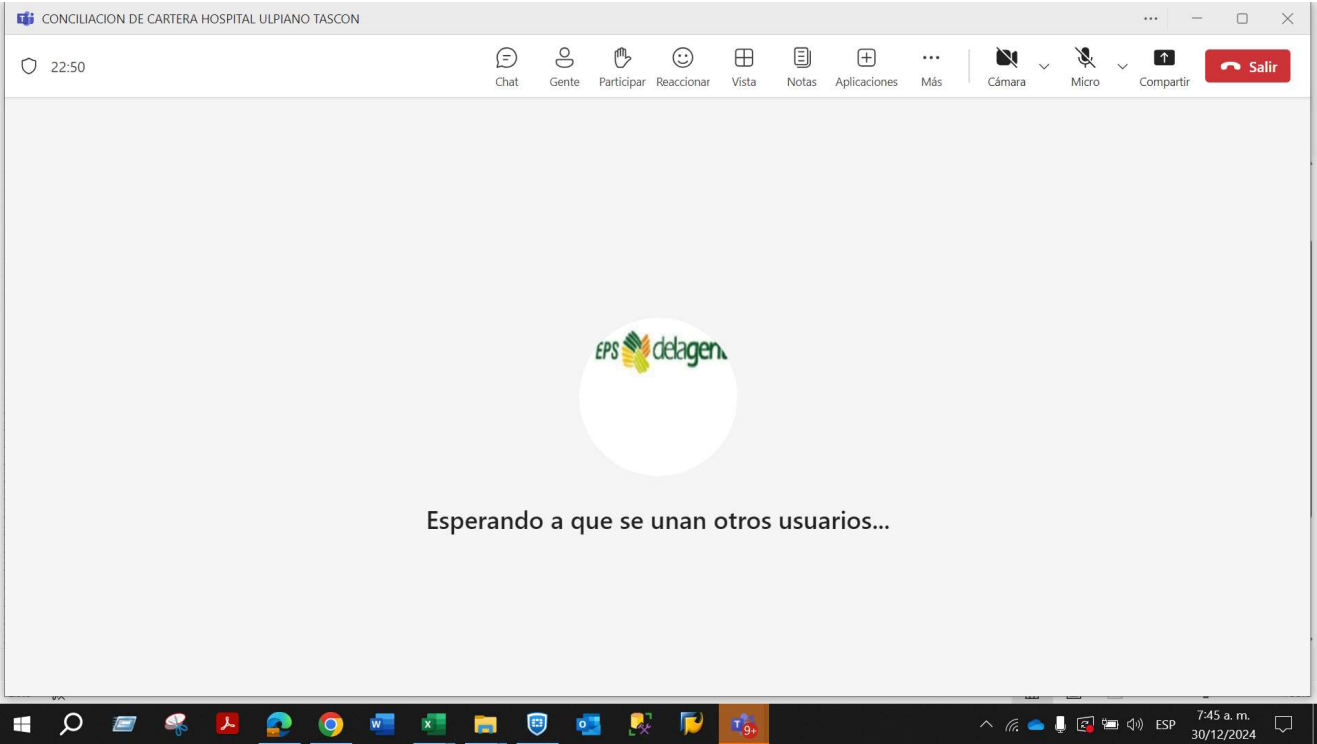 CONCILIACION DE CARTERA HOSPITAL ULPIANO TASCON
22:50
Chat
Gente
Participar
Reaccionar
Vista
Notas
Aplicaciones
Más
Cámara
Micro
Compartir
Salir
EPS delagen
Esperando a que se unan otros usuarios...
9+
ESP
7:45 a. m.
30/12/2024